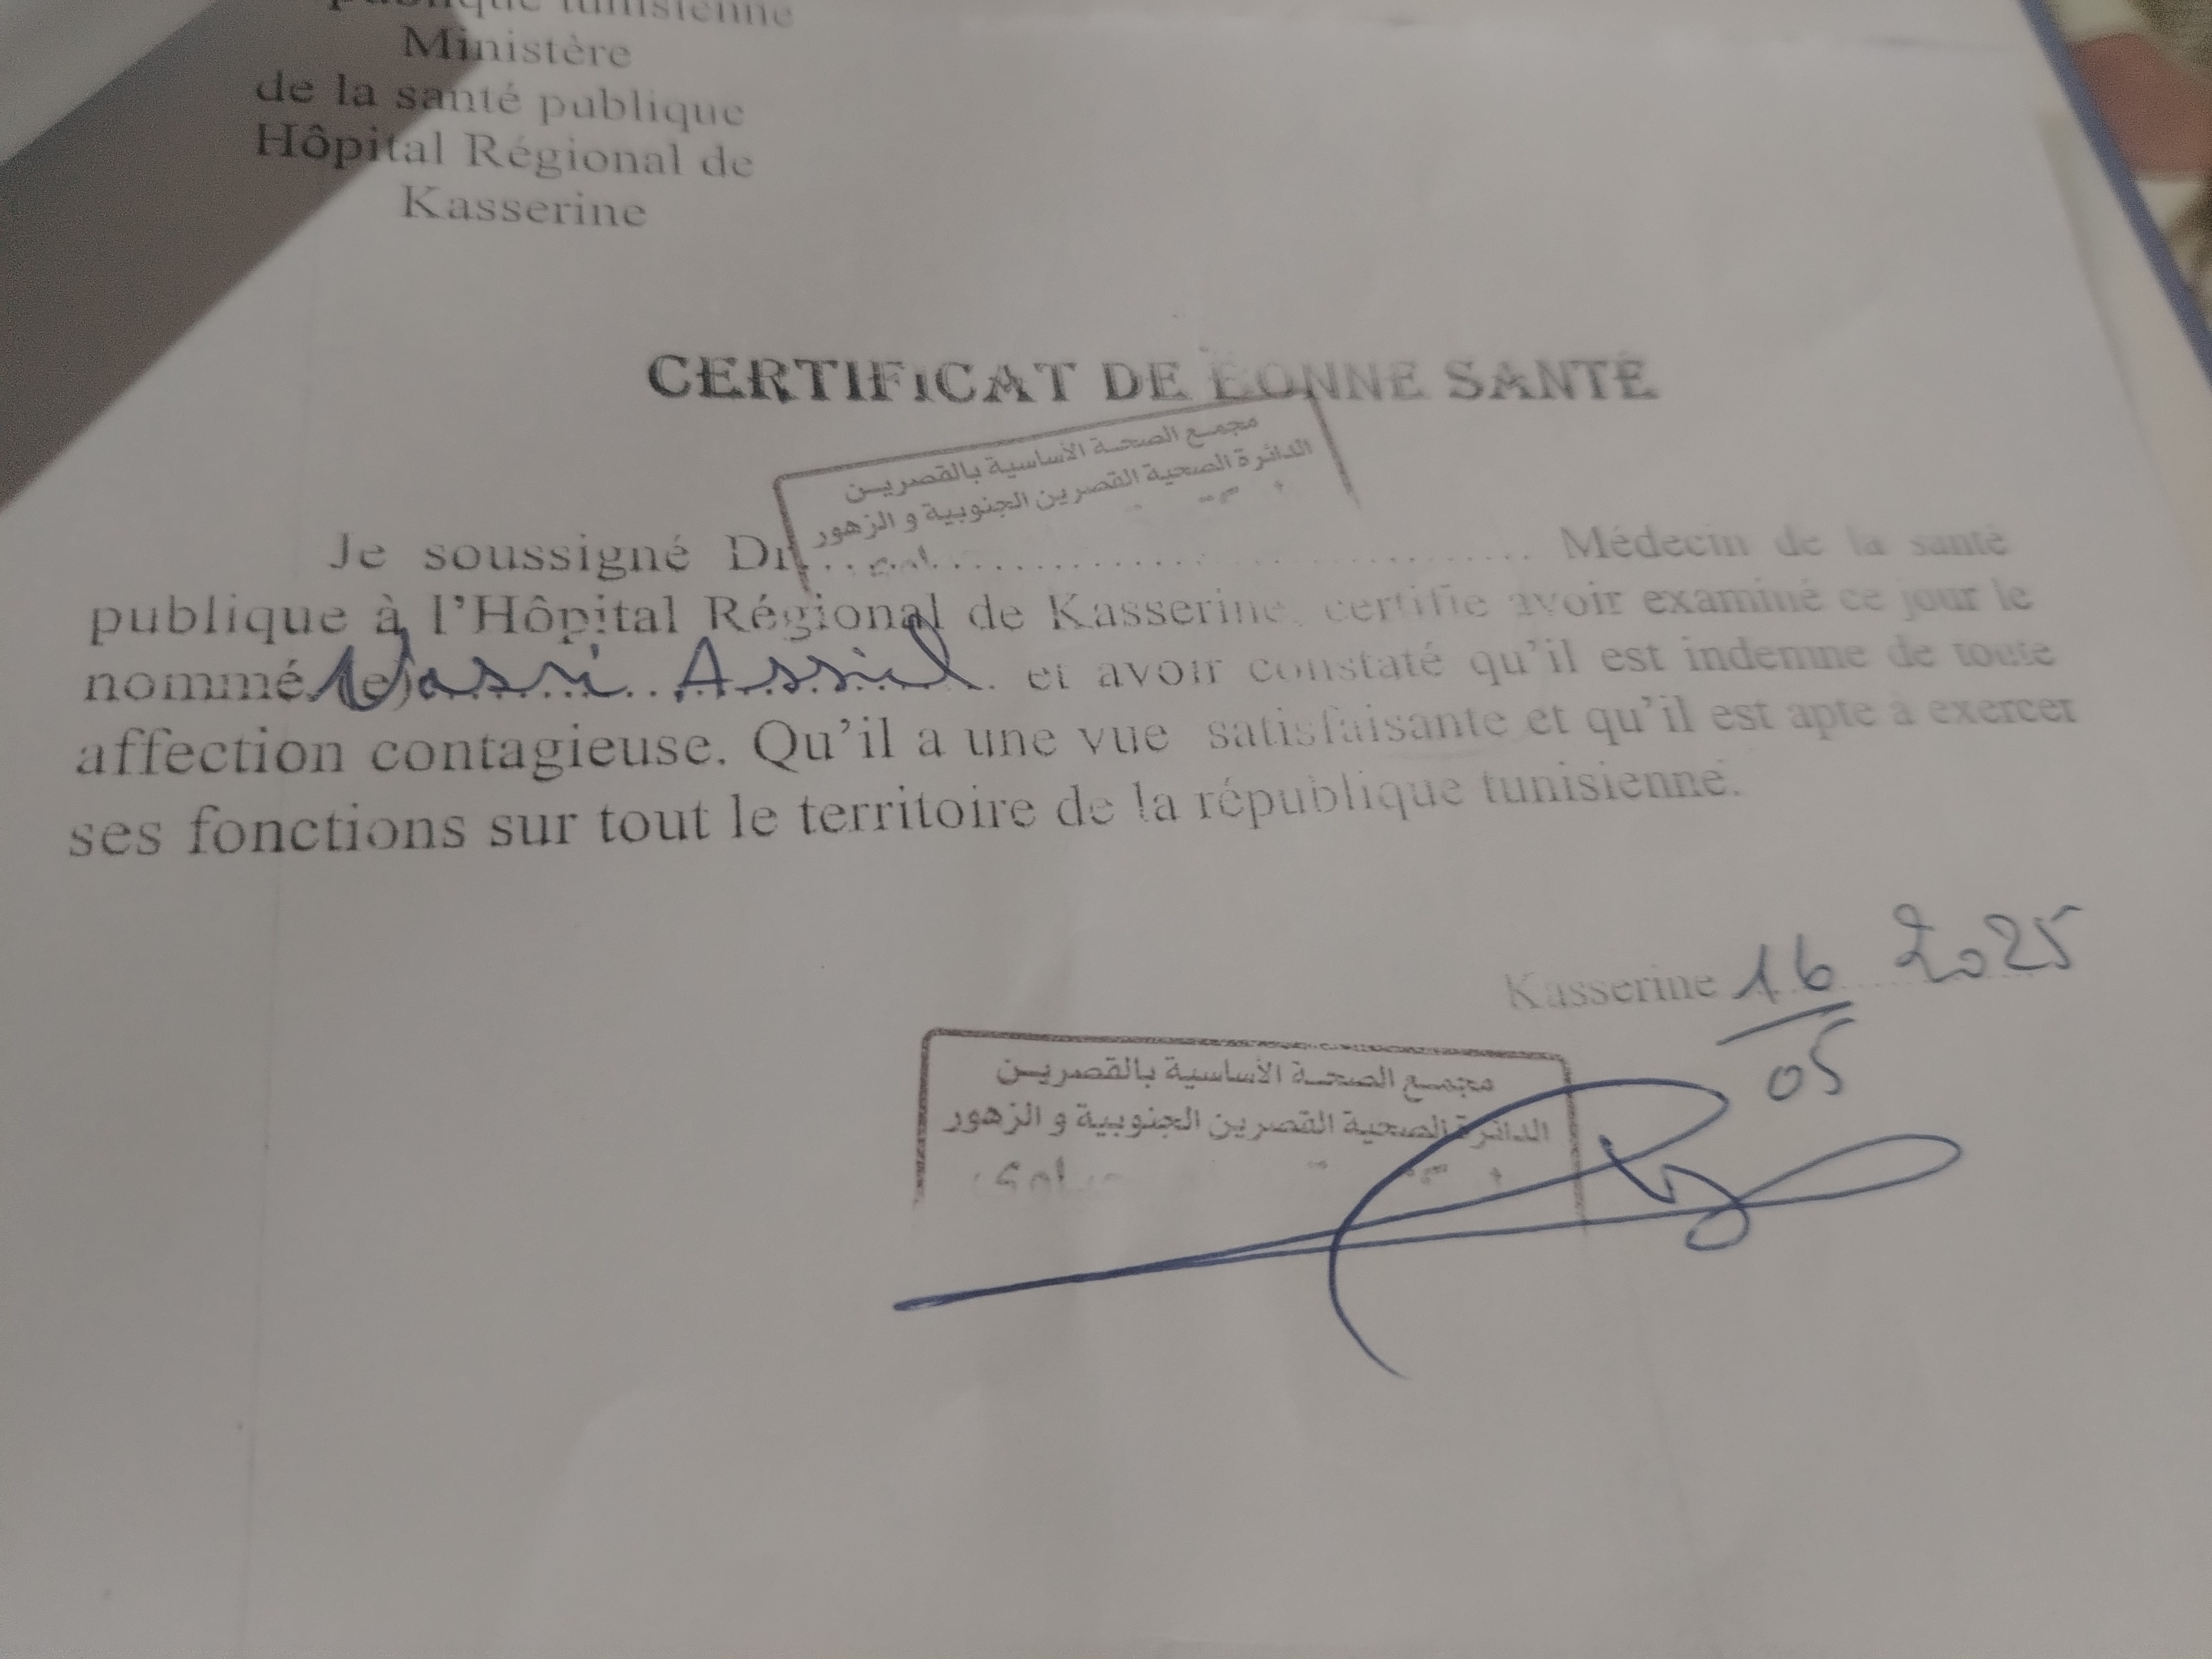 publique tunisienne
Ministère
de la santé publique
Hôpital Régional de
Kasserine
CERTIFICAT DE BONNE SANTÉ
مجمع الصحة الأساسية بالقصرين
الدائرة الصحية القصرين الجنوبية و الزهور
Je soussigné Dr.......................................... Médecin de la santé
publique à l'Hôpital Régional de Kasserine, certifie avoir examiné ce jour le
nommé(e) Assil et avoir constaté qu'il est indemne de toute
affection contagieuse. Qu'il a une vue satisfaisante et qu'il est apte à exercer
ses fonctions sur tout le territoire de la république tunisienne.
Kasserine 16 2025
05
مجمع الصحة الأساسية بالقصرين
الدائرة الصحية القصرين الجنوبية و الزهور